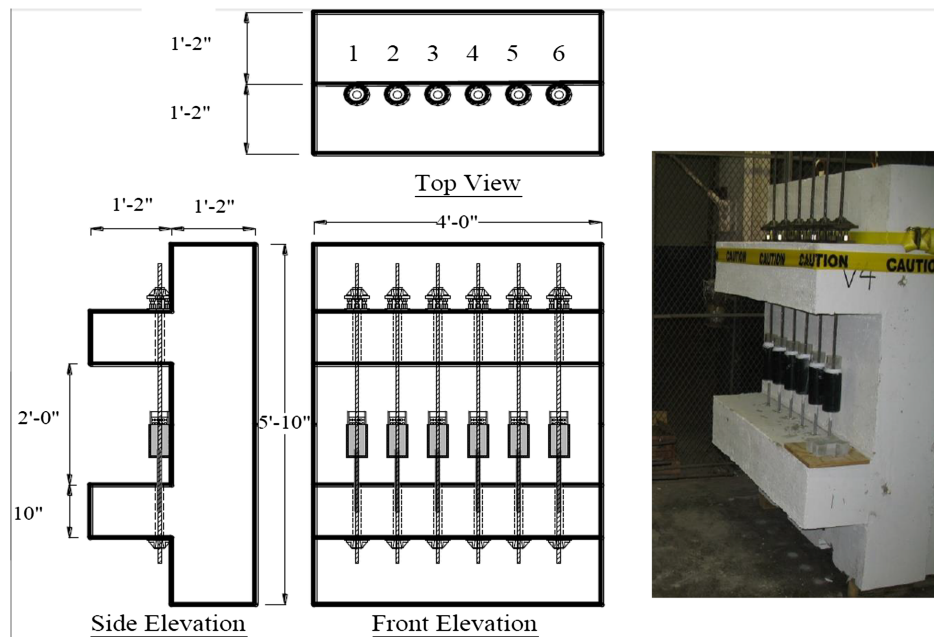 1'-2"
1 2 3 4 5 6
1'-2"
Top View
1'-2" 1'-2"
4'-0"
2'-0"
5'-10"
10"
Side Elevation
Front Elevation
CAUTION CAUTION CAUTION CAUTION
V4